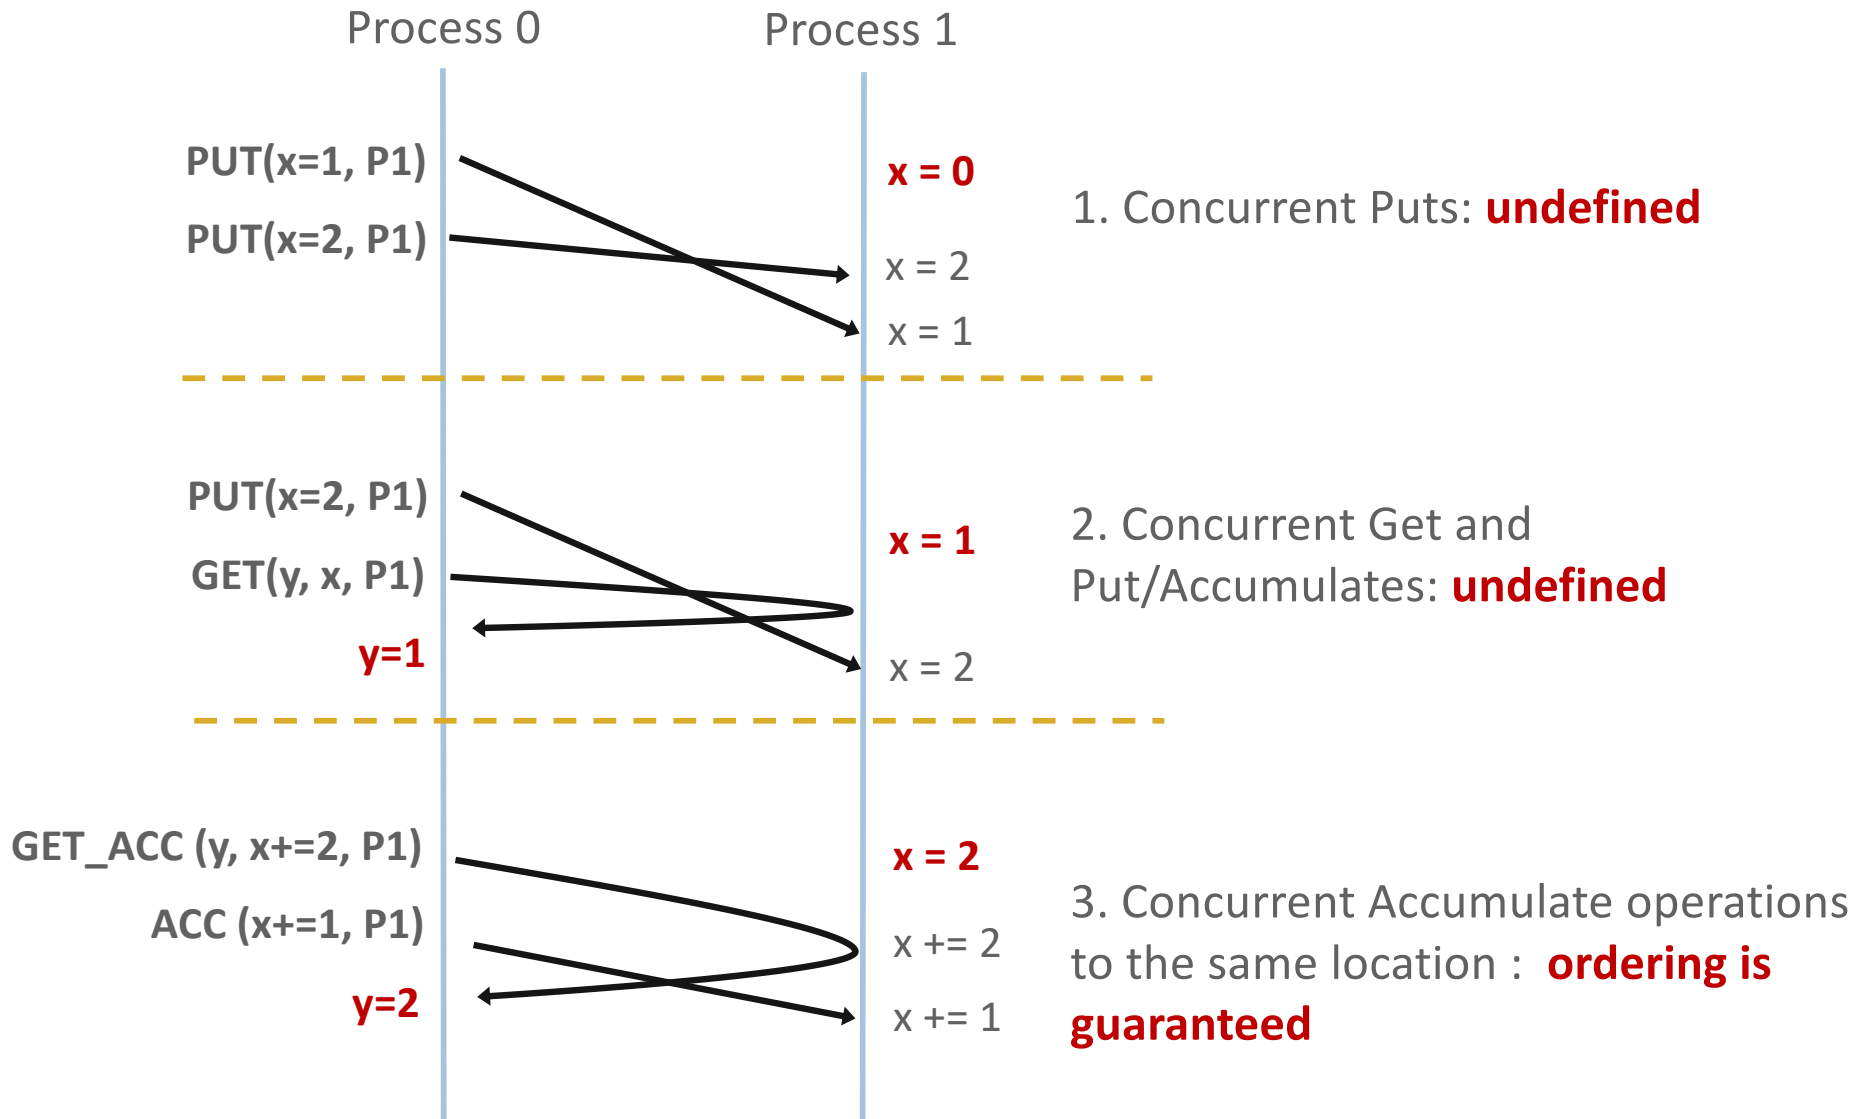 Process 0
Process 1
PUT(x=1, P1)
x = 0
1. Concurrent Puts: undefined
PUT(x=2, P1)
x = 2
x = 1
PUT(x=2, P1)
x = 1
2. Concurrent Get and
Put/Accumulates: undefined
GET(y, x, P1)
y=1
x = 2
GET_ACC (y, x+=2, P1)
x = 2
3. Concurrent Accumulate operations
to the same location : ordering is
guaranteed
ACC (x+=1, P1)
x += 2
y=2
x += 1